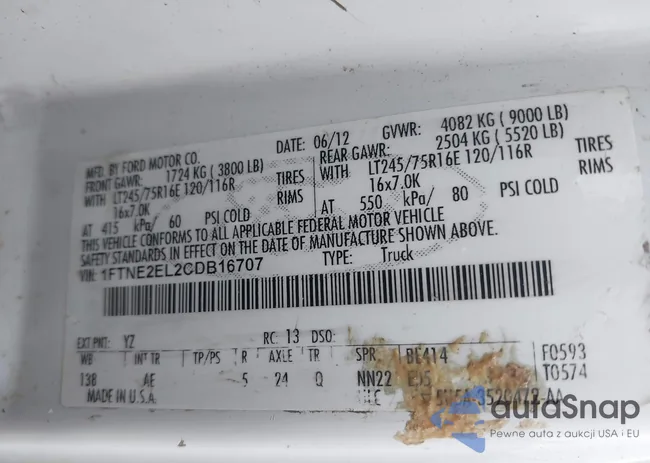 MFD. BY FORD MOTOR CO. DATE: 06/12 GVWR: 4082 KG ( 9000 LB)
FRONT GAWR: 1724 KG ( 3800 LB) REAR GAWR: 2504 KG ( 5520 LB)
WITH LT245/75R16E 120/116R TIRES WITH LT245/75R16E 120/116R TIRES
16x7.0K RIMS 16x7.0K RIMS
AT 415 kPa/ 60 PSI COLD AT 550 kPa/ 80 PSI COLD
THIS VEHICLE CONFORMS TO ALL APPLICABLE FEDERAL MOTOR VEHICLE
SAFETY STANDARDS IN EFFECT ON THE DATE OF MANUFACTURE SHOWN ABOVE.
VIN: 1FTNE2EL2CDB16707 TYPE: Truck
EXT PNT: YZ RC: 13 DSO:
WB INT TR TP/PS R AXLE TR SPR F0593
138 AE 5 24 Q NN22 T0574
MADE IN U.S.A.
autoSnap
Pewne auta z aukcji USA i EU